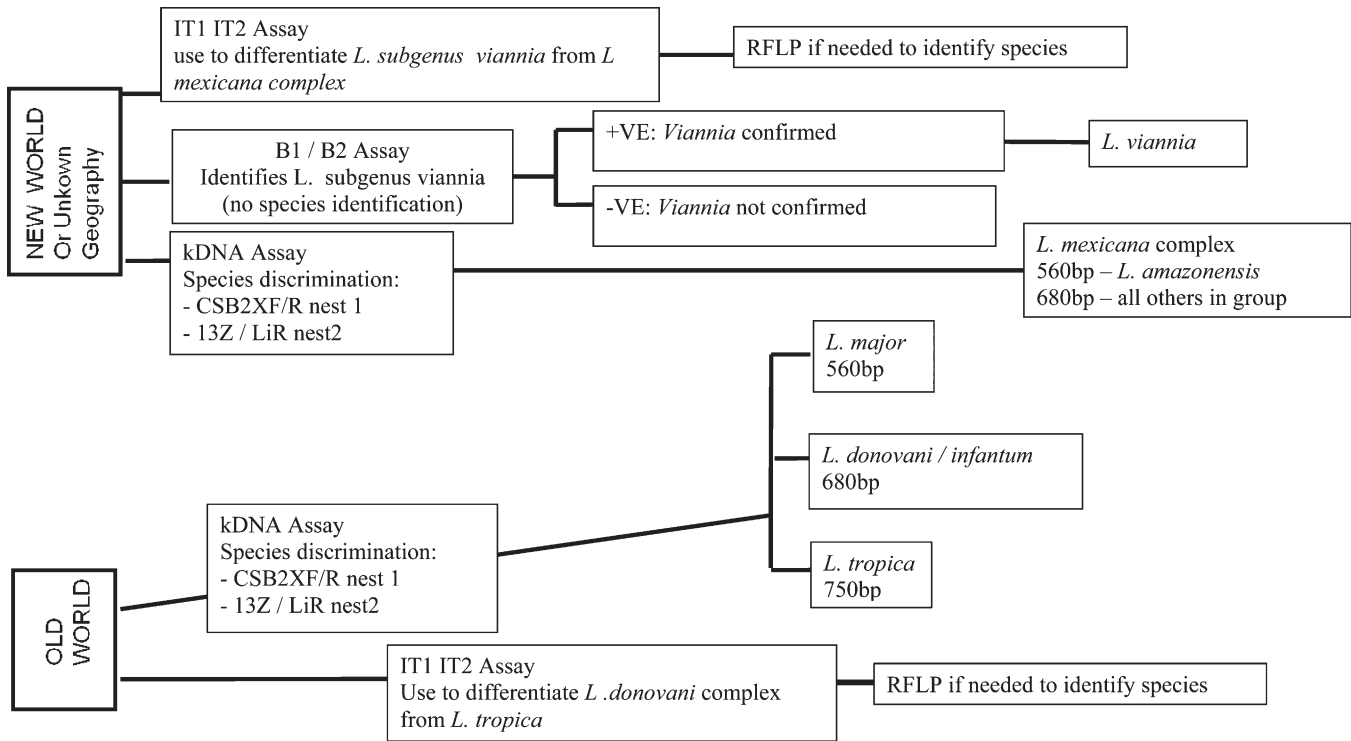 IT1 IT2 Assay
use to differentiate L. subgenus viannia from L
mexicana complex
RFLP if needed to identify species
NEW WORLD
Or Unkown
Geography
B1 / B2 Assay
Identifies L. subgenus viannia
(no species identification)
+VE: Viannia confirmed
L. viannia
-VE: Viannia not confirmed
kDNA Assay
Species discrimination:
- CSB2XF/R nest 1
- 13Z / LiR nest2
L. mexicana complex
560bp – L. amazonensis
680bp – all others in group
L. major
560bp
L. donovani / infantum
680bp
L. tropica
750bp
kDNA Assay
Species discrimination:
- CSB2XF/R nest 1
- 13Z / LiR nest2
OLD
WORLD
IT1 IT2 Assay
Use to differentiate L .donovani complex
from L. tropica
RFLP if needed to identify species